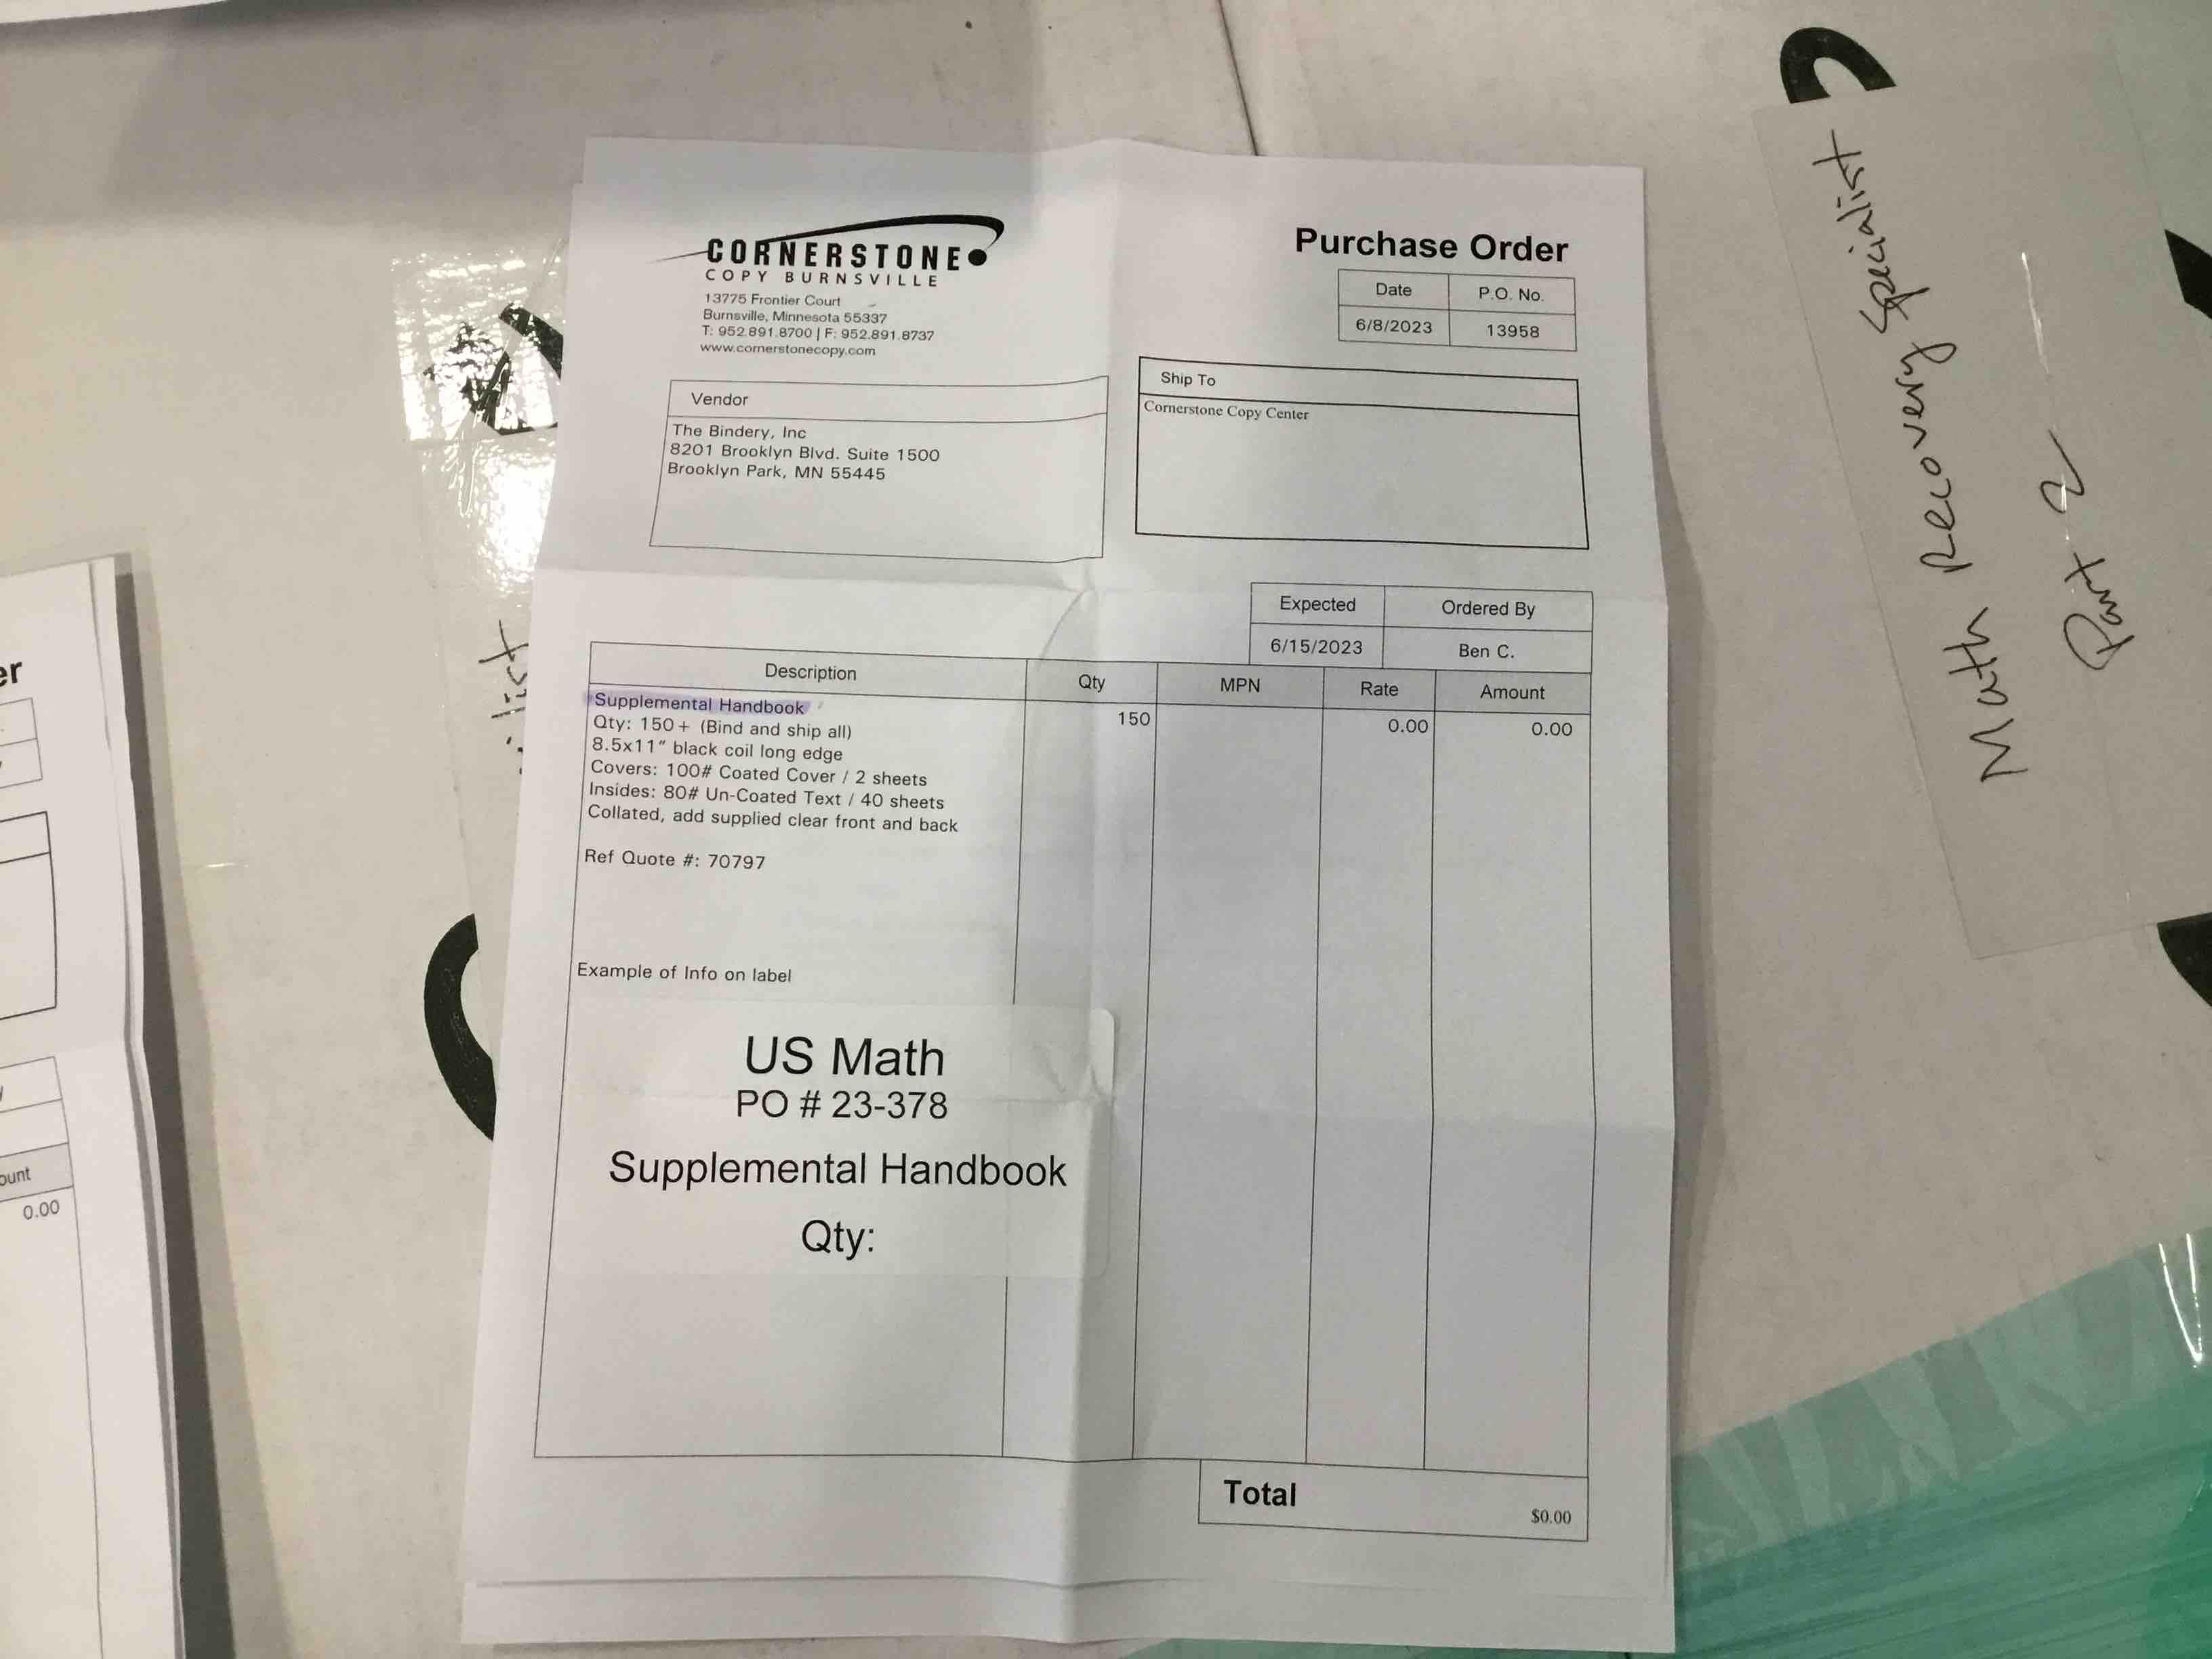 CORNERSTONE
COPY BURNSVILLE
13775 Frontier Court
Burnsville, Minnesota 55337
T: 952.891.8700 | F: 952.891.8737
www.cornerstonecopy.com
Purchase Order
Date P.O. No.
6/8/2023 13958
Vendor
The Bindery, Inc
8201 Brooklyn Blvd. Suite 1500
Brooklyn Park, MN 55445
Ship To
Cornerstone Copy Center
Expected Ordered By
6/15/2023 Ben C.
Description Qty MPN Rate Amount
Supplemental Handbook 150 0.00 0.00
Qty: 150+ (Bind and ship all)
8.5x11" black coil long edge
Covers: 100# Coated Cover / 2 sheets
Insides: 80# Un-Coated Text / 40 sheets
Collated, add supplied clear front and back
Ref Quote #: 70797
Example of Info on label
US Math
PO # 23-378
Supplemental Handbook
Qty:
Total $0.00
Math Recovery Specialist
Part 2
0.00